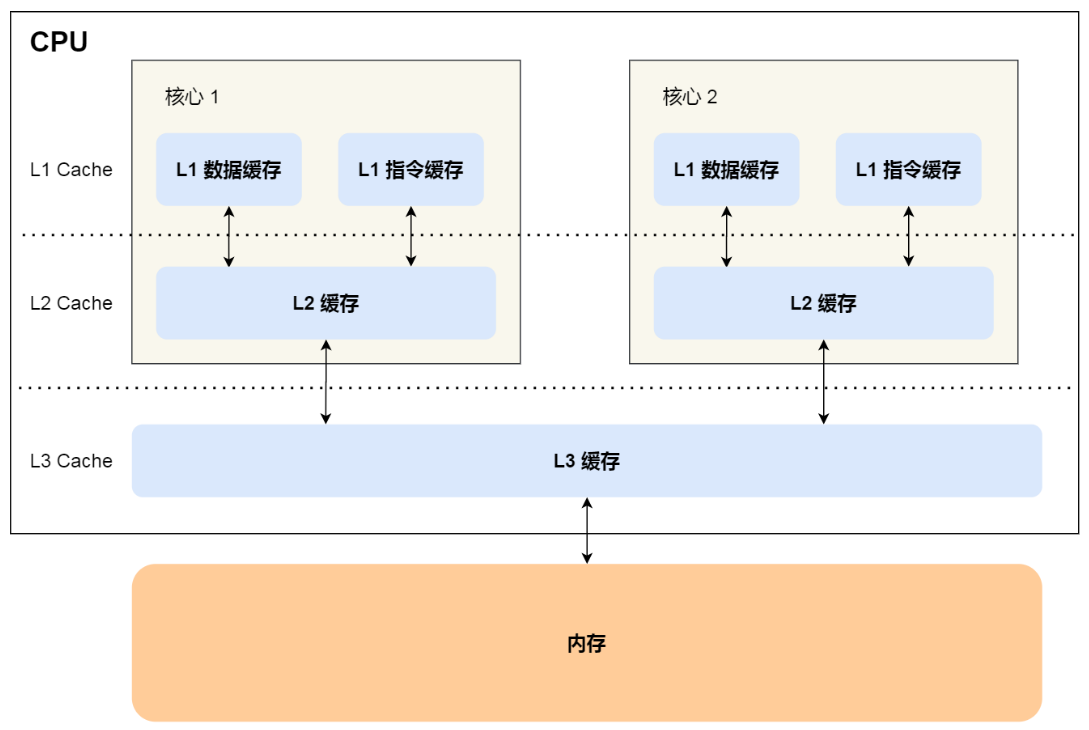 CPU
核心 1
核心 2
L1 Cache
L1 数据缓存
L1 指令缓存
L1 数据缓存
L1 指令缓存
L2 Cache
L2 缓存
L2 缓存
L3 Cache
L3 缓存
内存